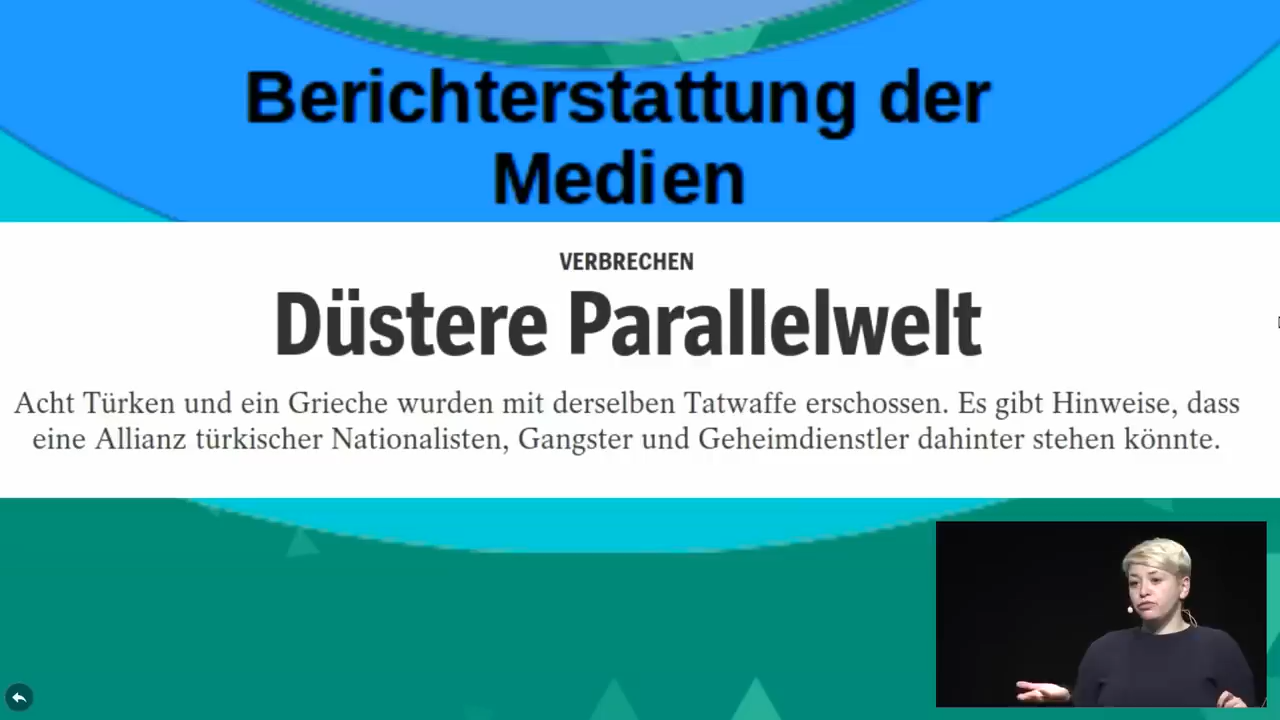 Berichterstattung der
Medien
VERBRECHEN
Düstere Parallelwelt
Acht Türken und ein Grieche wurden mit derselben Tatwaffe erschossen. Es gibt Hinweise, dass
eine Allianz türkischer Nationalisten, Gangster und Geheimdienstler dahinter stehen könnte.